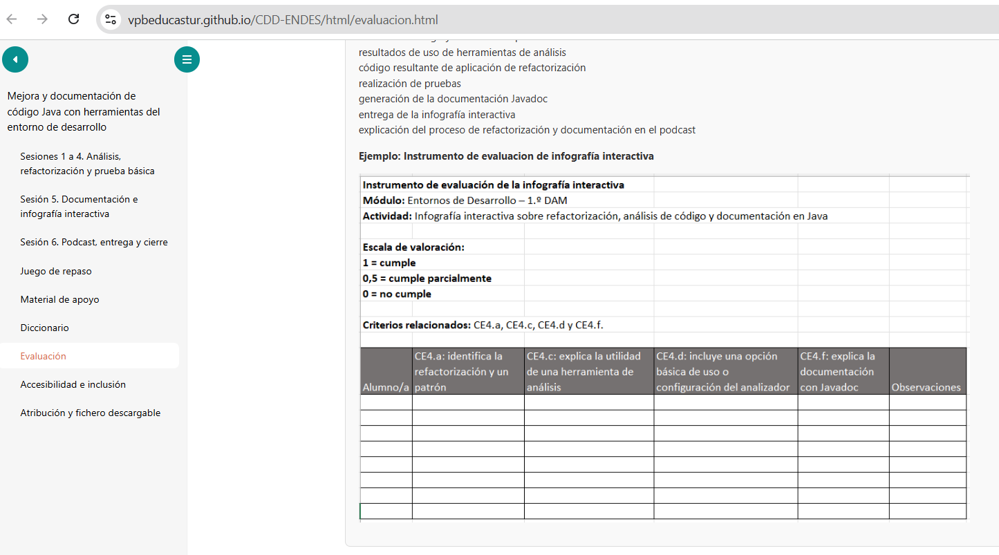 vpbeducastur.github.io/CDD-ENDES/html/evaluacion.html
Mejora y documentación de
código Java con herramientas del
entorno de desarrollo
Sesiones 1 a 4. Análisis,
refactorización y prueba básica
Sesión 5. Documentación e
infografía interactiva
Sesión 6. Podcast, entrega y cierre
Juego de repaso
Material de apoyo
Diccionario
Evaluación
Accesibilidad e inclusión
Atribución y fichero descargable
resultados de uso de herramientas de análisis
código resultante de aplicación de refactorización
realización de pruebas
generación de la documentación Javadoc
entrega de la infografía interactiva
explicación del proceso de refactorización y documentación en el podcast
Ejemplo: Instrumento de evaluacion de infografía interactiva
Instrumento de evaluación de la infografía interactiva
Módulo: Entornos de Desarrollo – 1.º DAM
Actividad: Infografía interactiva sobre refactorización, análisis de código y documentación en Java
Escala de valoración:
1 = cumple
0,5 = cumple parcialmente
0 = no cumple
Criterios relacionados: CE4.a, CE4.c, CE4.d y CE4.f.
Alumno/a
CE4.a: identifica la
refactorización y un
patrón
CE4.c: explica la utilidad
de una herramienta de
análisis
CE4.d: incluye una opción
básica de uso o
configuración del analizador
CE4.f: explica la
documentación
con Javadoc
Observaciones